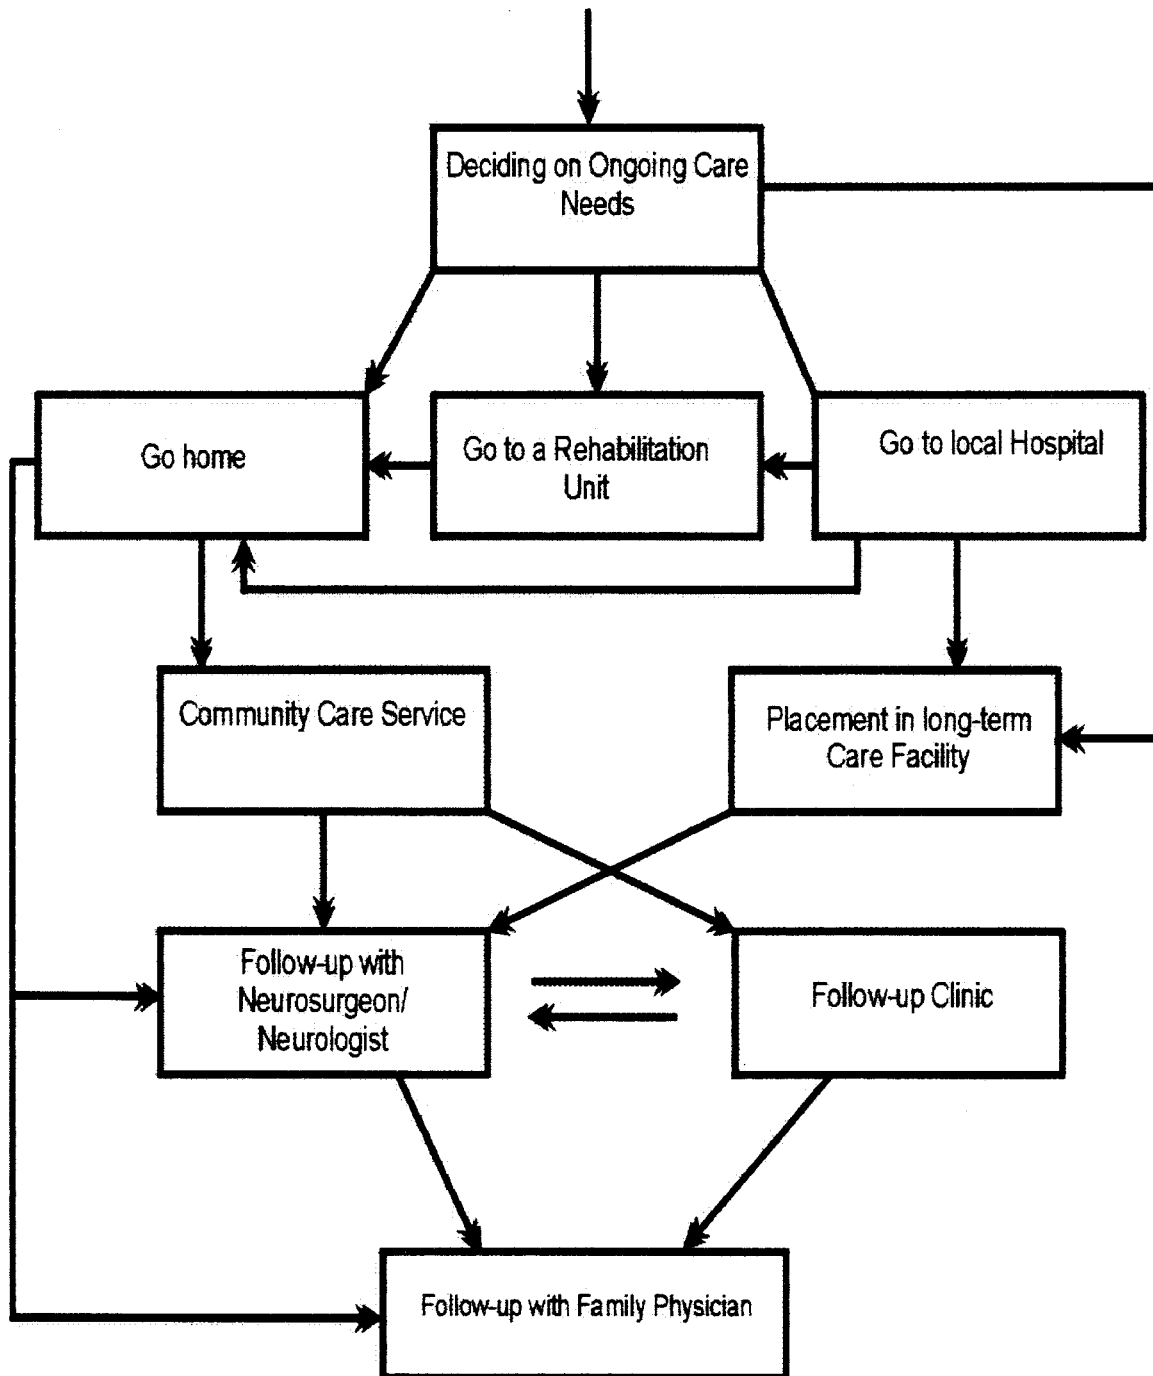 Deciding on Ongoing Care
Needs
Go home
Go to a Rehabilitation
Unit
Go to local Hospital
Community Care Service
Placement in long-term
Care Facility
Follow-up with
Neurosurgeon/
Neurologist
Follow-up Clinic
Follow-up with Family Physician